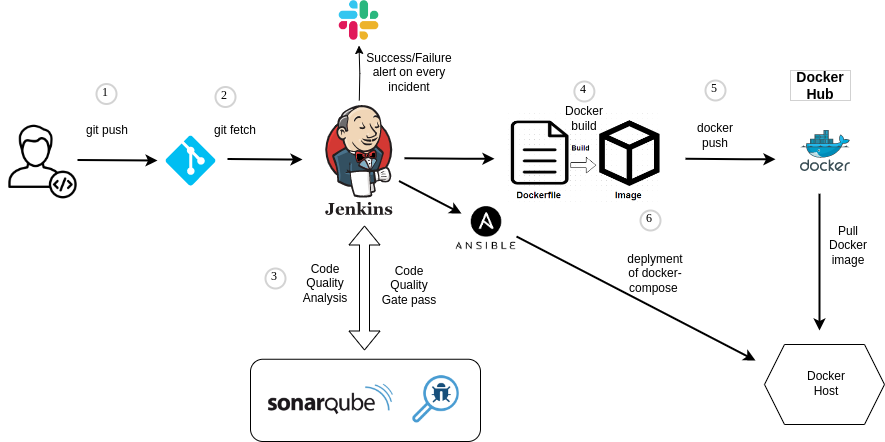 Success/Failure
alert on every
incident
1
git push
2
git fetch
Jenkins
4
Docker
build
Build
Dockerfile
Image
5
docker
push
Docker
Hub
docker
ANSIBLE
6
deplyment
of docker-
compose
Pull
Docker
image
3
Code
Quality
Analysis
Code
Quality
Gate pass
sonarqube
Docker
Host